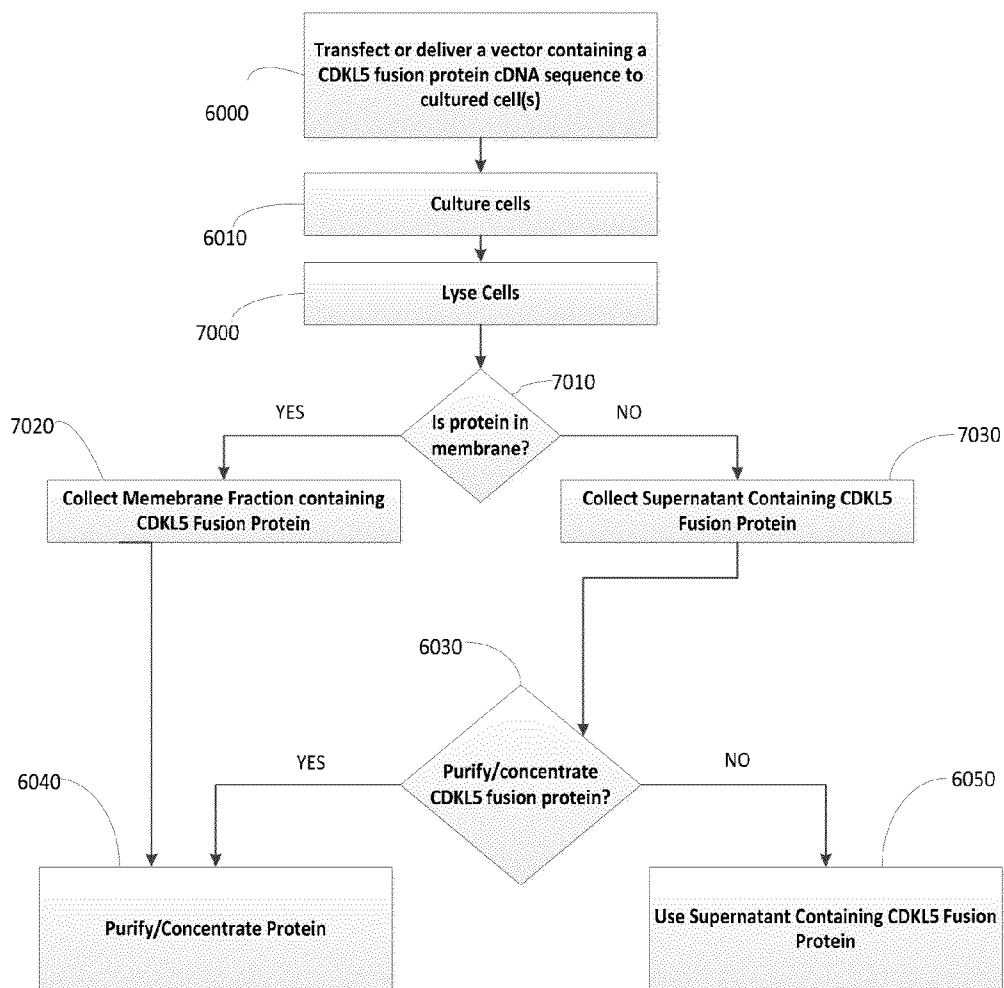 Transfect or deliver a vector containing a
CDKL5 fusion protein cDNA sequence to
cultured cell(s)
6000
Culture cells
6010
Lyse Cells
7000
7010
YES
NO
Is protein in
membrane?
7020
7030
Collect Memebrane Fraction containing
CDKL5 Fusion Protein
Collect Supernatant Containing CDKL5
Fusion Protein
6030
YES
NO
Purify/concentrate
CDKL5 fusion protein?
6040
6050
Purify/Concentrate Protein
Use Supernatant Containing CDKL5 Fusion
Protein